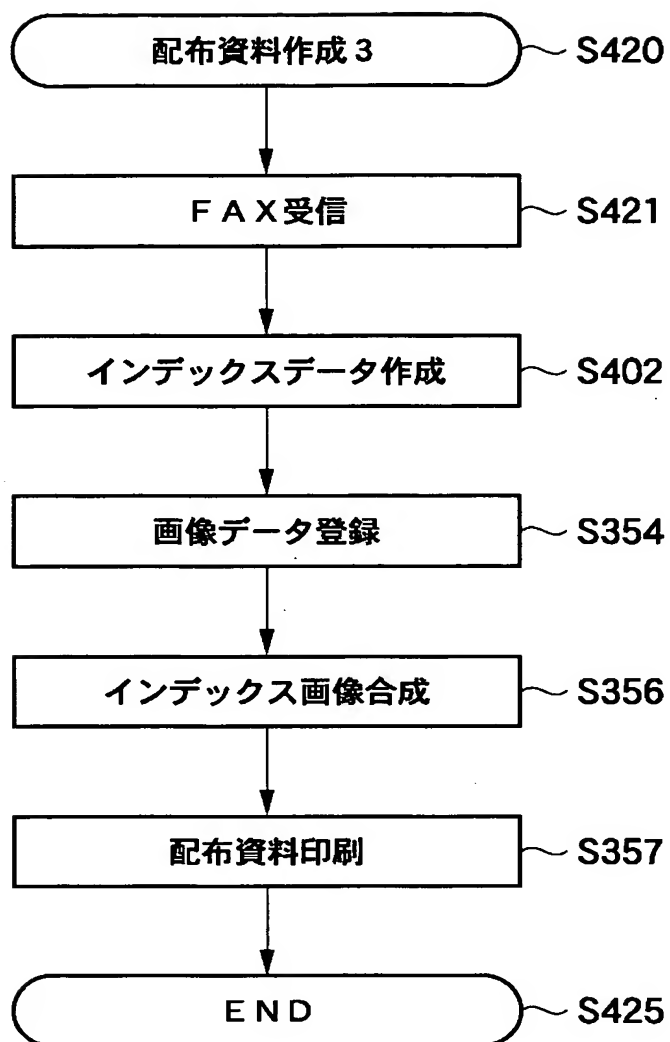 配布資料作成３ S420
ＦＡＸ受信 S421
インデックスデータ作成 S402
画像データ登録 S354
インデックス画像合成 S356
配布資料印刷 S357
ＥＮＤ S425